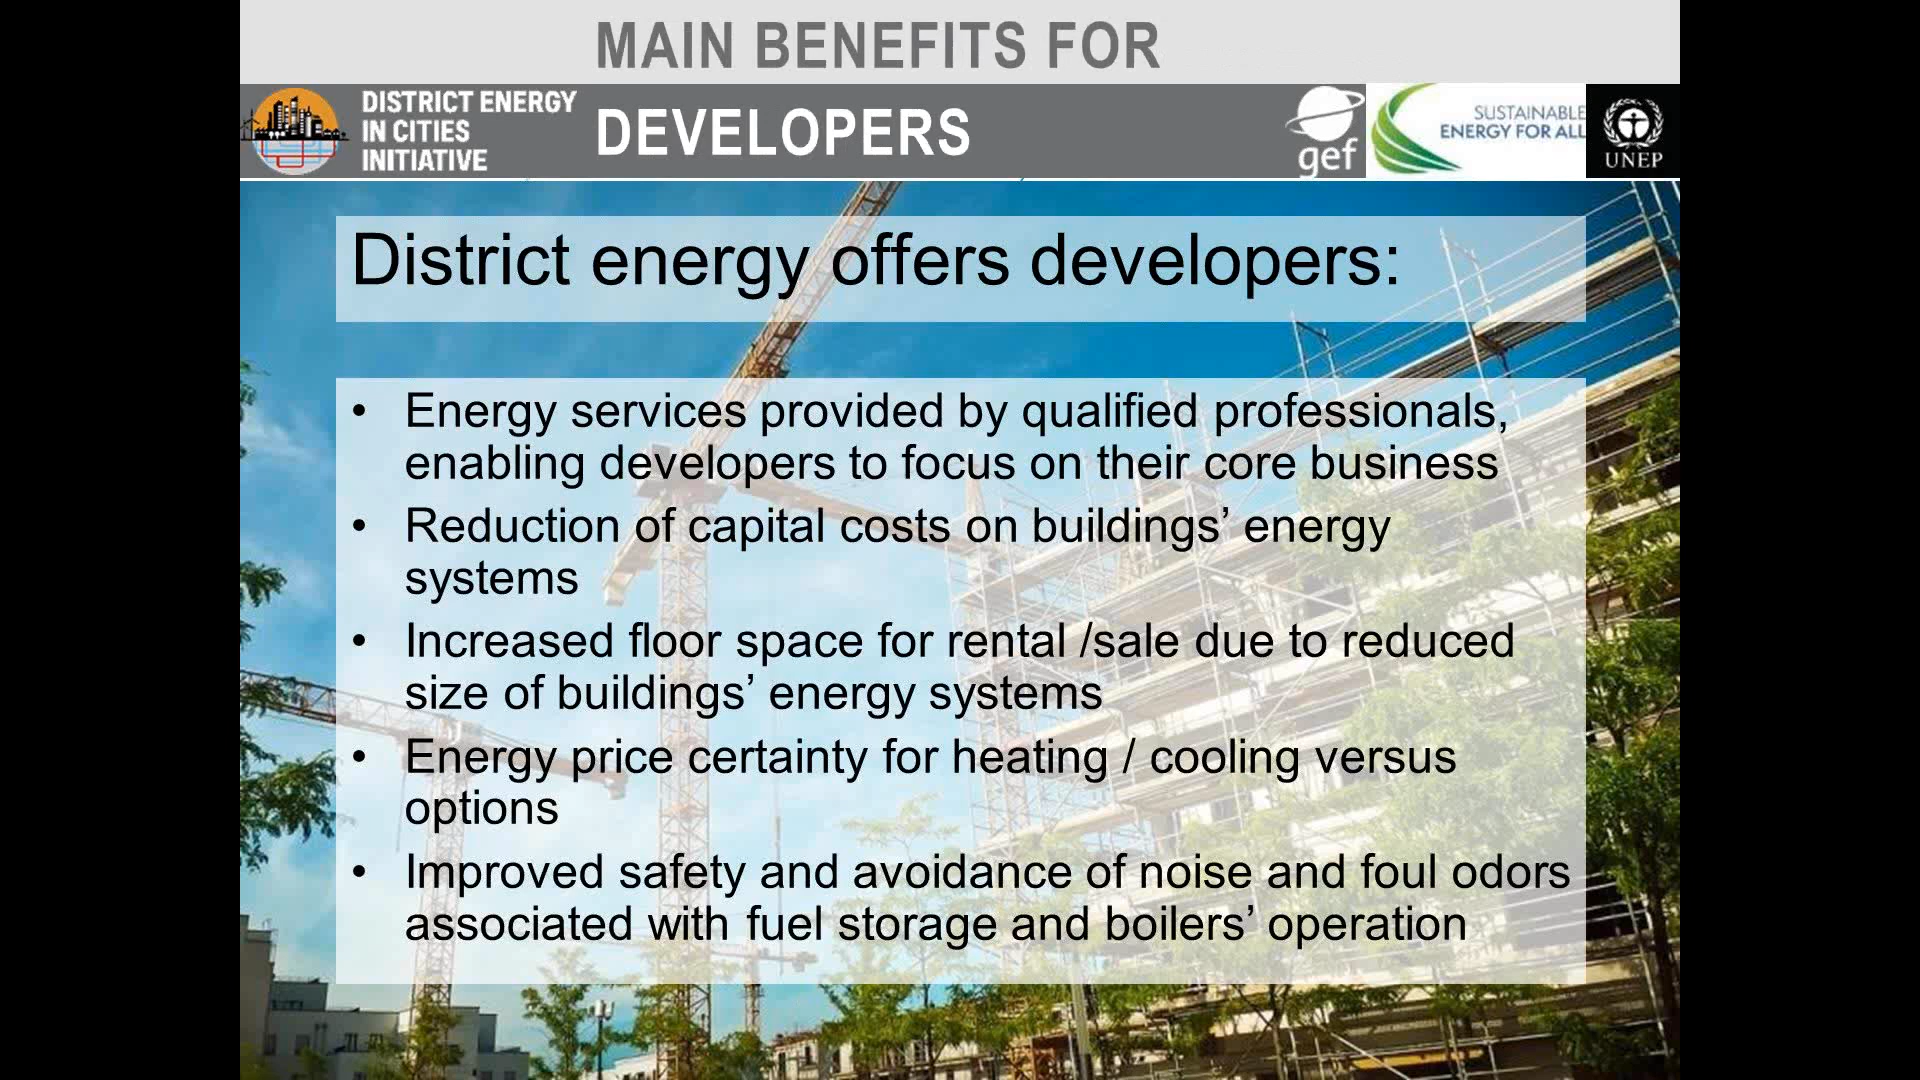 MAIN BENEFITS FOR
DISTRICT ENERGY
IN CITIES
INITIATIVE
DEVELOPERS
gef
SUSTAINABLE
ENERGY FOR ALL
UNEP
District energy offers developers:
• Energy services provided by qualified professionals,
enabling developers to focus on their core business
• Reduction of capital costs on buildings’ energy
systems
• Increased floor space for rental /sale due to reduced
size of buildings’ energy systems
• Energy price certainty for heating / cooling versus
options
• Improved safety and avoidance of noise and foul odors
associated with fuel storage and boilers’ operation